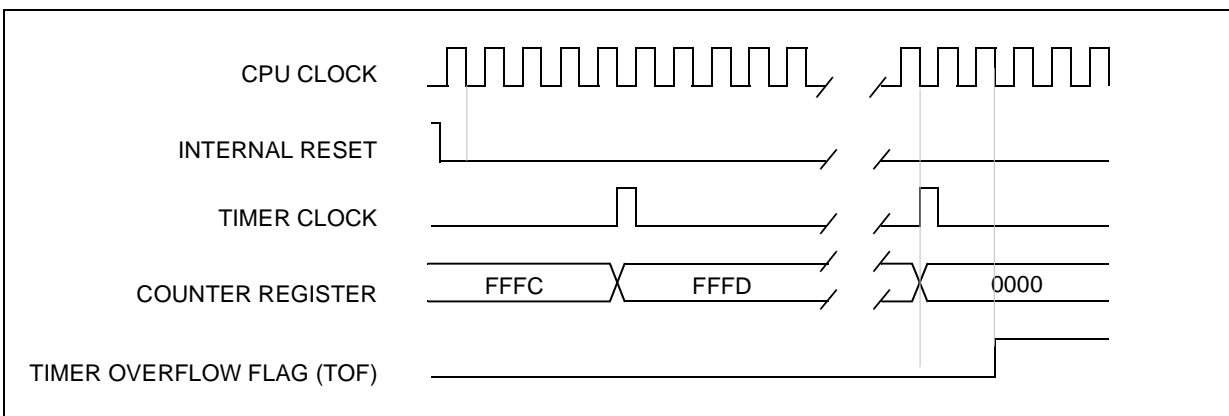 CPU CLOCK
INTERNAL RESET
TIMER CLOCK
COUNTER REGISTER
FFFC
FFFD
0000
TIMER OVERFLOW FLAG (TOF)